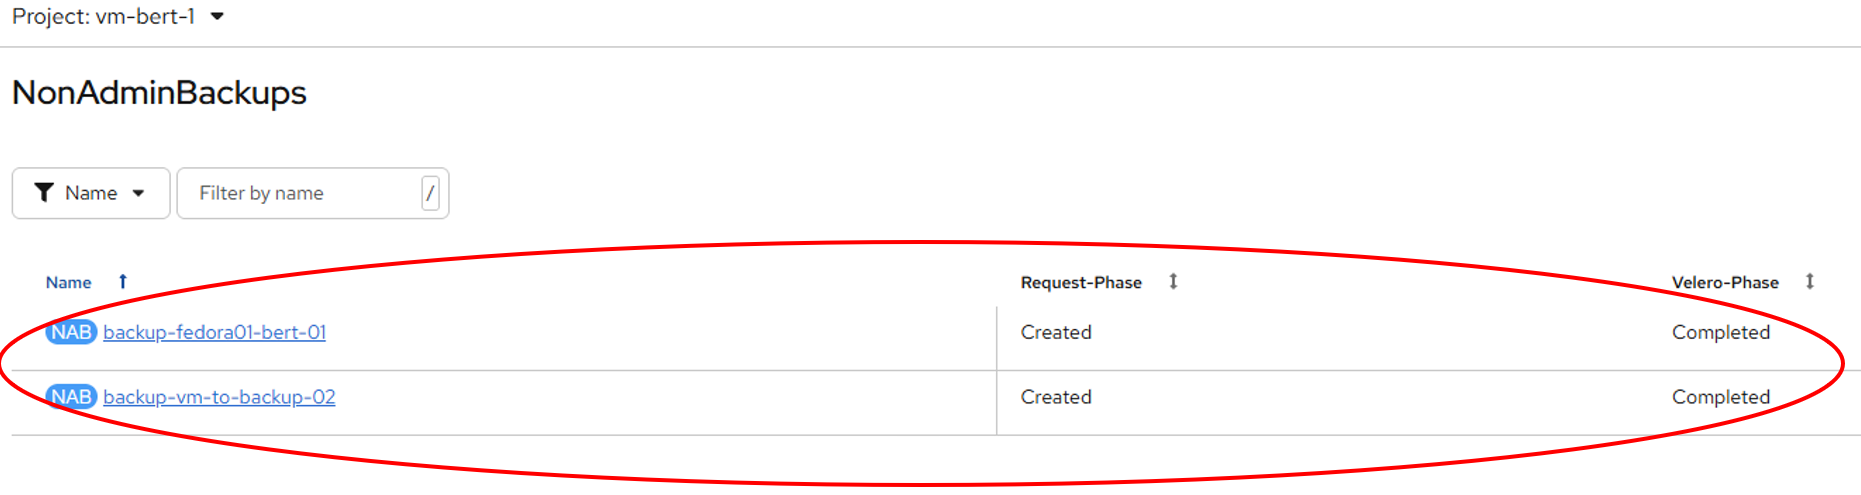 Project: vm-bert-1
NonAdminBackups
Name Filter by name /
Name Request-Phase Velero-Phase
NAB backup-fedora01-bert-01 Created Completed
NAB backup-vm-to-backup-02 Created Completed